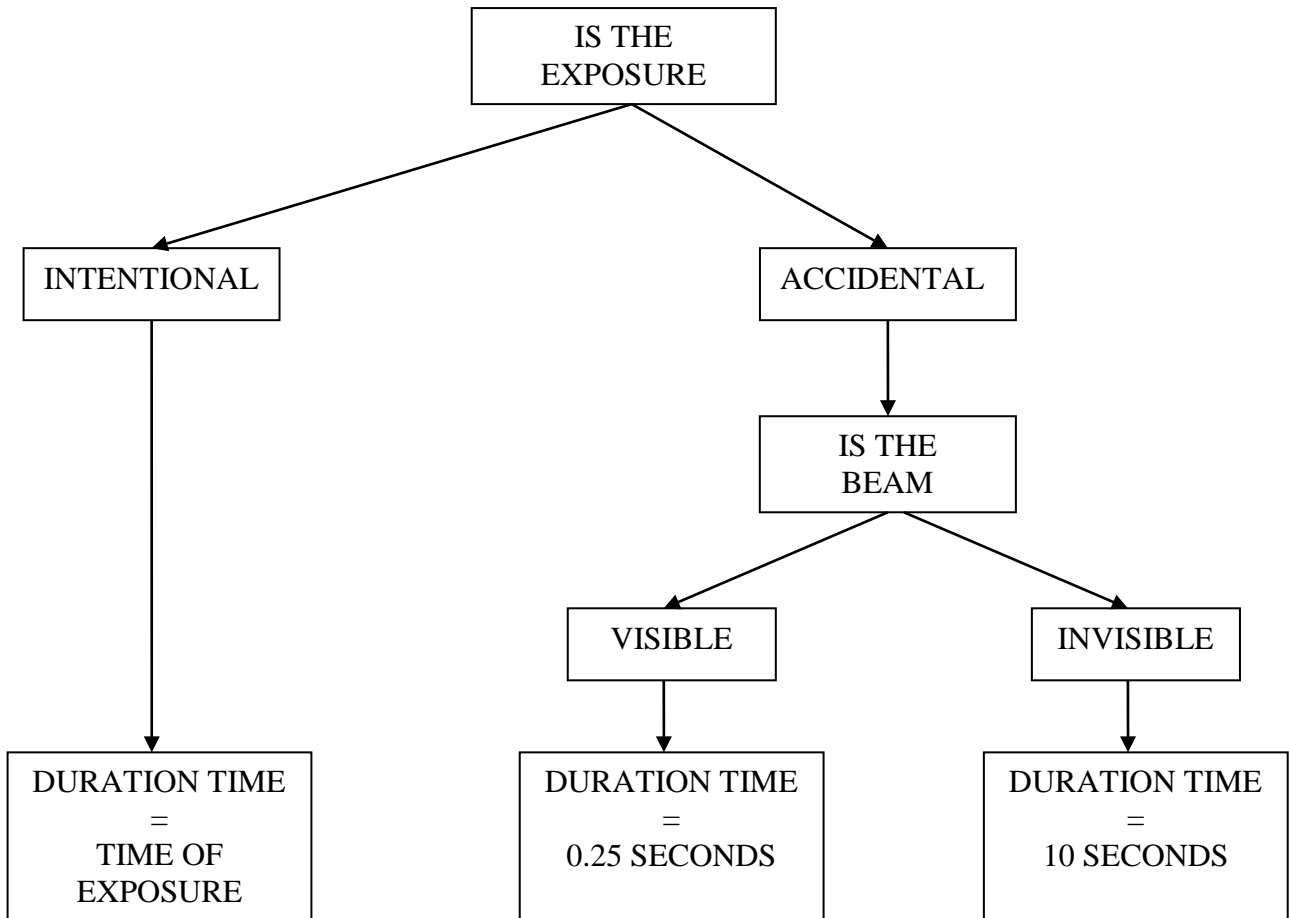 IS THE
EXPOSURE
INTENTIONAL
ACCIDENTAL
IS THE
BEAM
VISIBLE
INVISIBLE
DURATION TIME
=
TIME OF
EXPOSURE
DURATION TIME
=
0.25 SECONDS
DURATION TIME
=
10 SECONDS